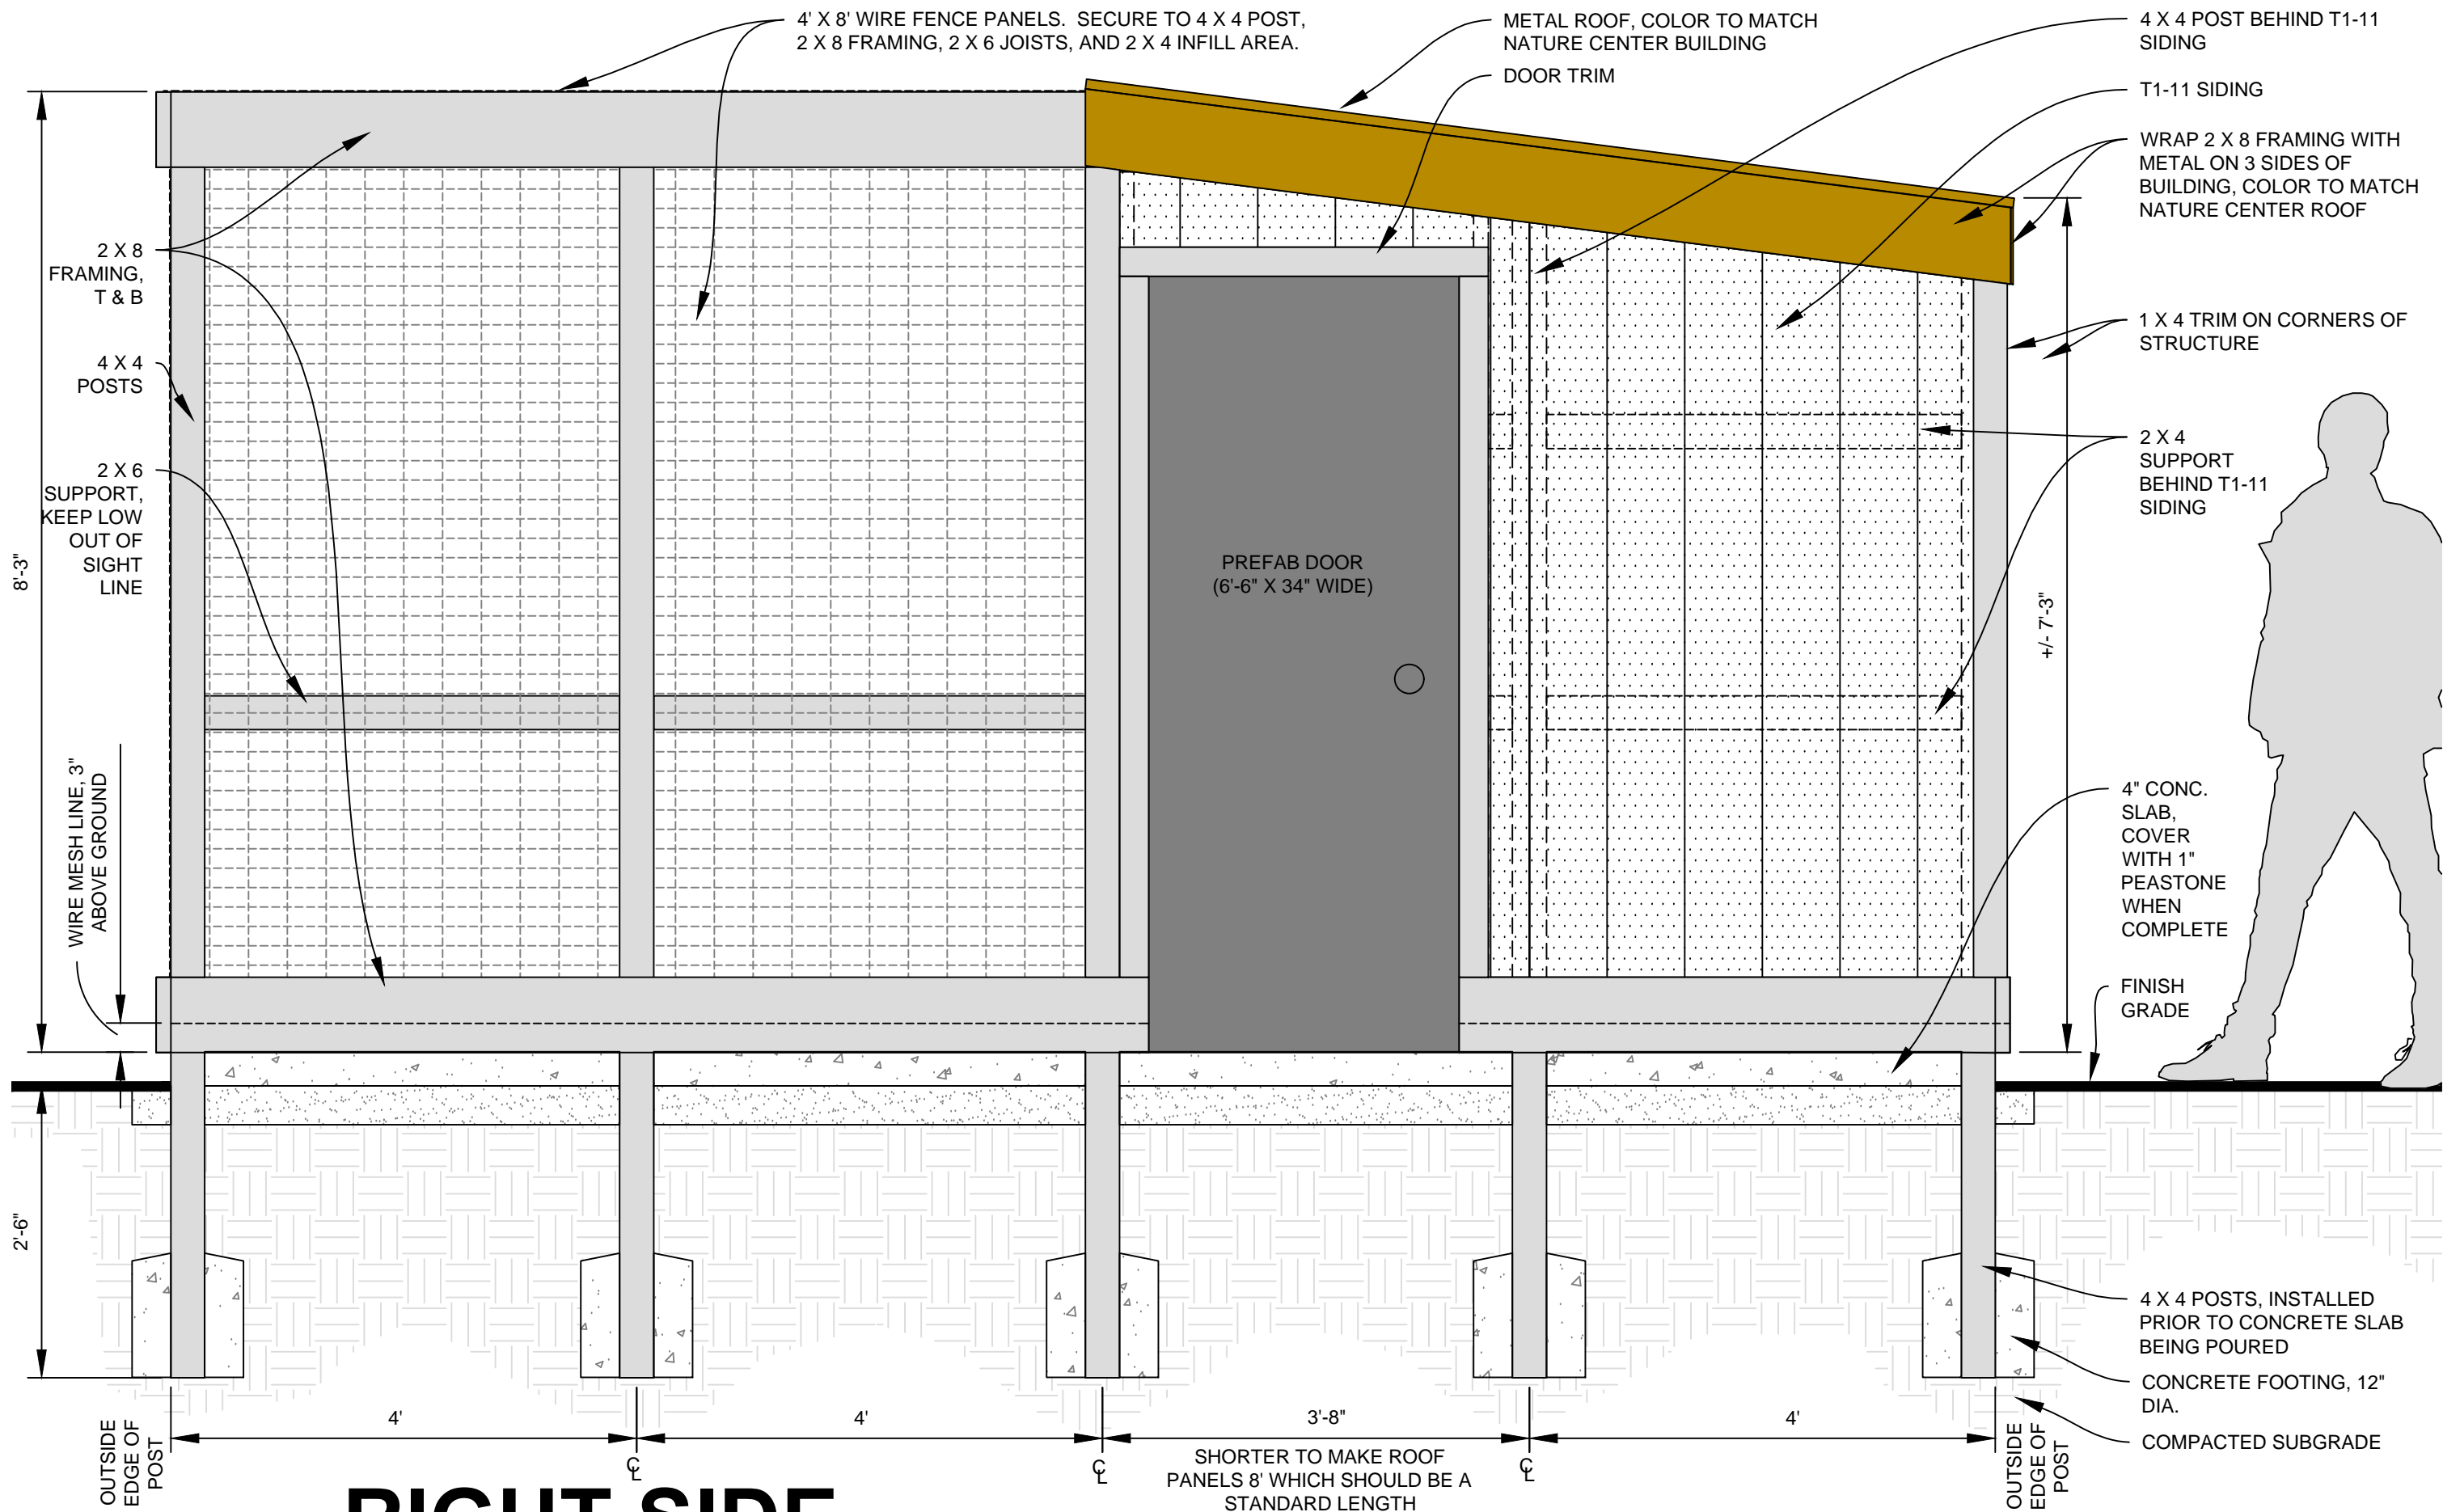 4' X 8' WIRE FENCE PANELS.  SECURE TO 4 X 4 POST,
2 X 8 FRAMING, 2 X 6 JOISTS, AND 2 X 4 INFILL AREA.
METAL ROOF, COLOR TO MATCH
NATURE CENTER BUILDING
DOOR TRIM
4 X 4 POST BEHIND T1-11
SIDING
T1-11 SIDING
WRAP 2 X 8 FRAMING WITH
METAL ON 3 SIDES OF
BUILDING, COLOR TO MATCH
NATURE CENTER ROOF
2 X 8
FRAMING,
T & B
4 X 4
POSTS
2 X 6
SUPPORT,
KEEP LOW
OUT OF
SIGHT
LINE
8'-3"
WIRE MESH LINE, 3"
ABOVE GROUND
2'-6"
PREFAB DOOR
(6'-6" X 34" WIDE)
1 X 4 TRIM ON CORNERS OF
STRUCTURE
2 X 4
SUPPORT
BEHIND T1-11
SIDING
+/- 7'-3"
4" CONC.
SLAB,
COVER
WITH 1"
PEASTONE
WHEN
COMPLETE
FINISH
GRADE
4 X 4 POSTS, INSTALLED
PRIOR TO CONCRETE SLAB
BEING POURED
CONCRETE FOOTING, 12"
DIA.
COMPACTED SUBGRADE
OUTSIDE
EDGE OF
POST
4'
4'
3'-8"
4'
OUTSIDE
EDGE OF
POST
CL
CL
CL
SHORTER TO MAKE ROOF
PANELS 8' WHICH SHOULD BE A
STANDARD LENGTH
RIGHT SIDE